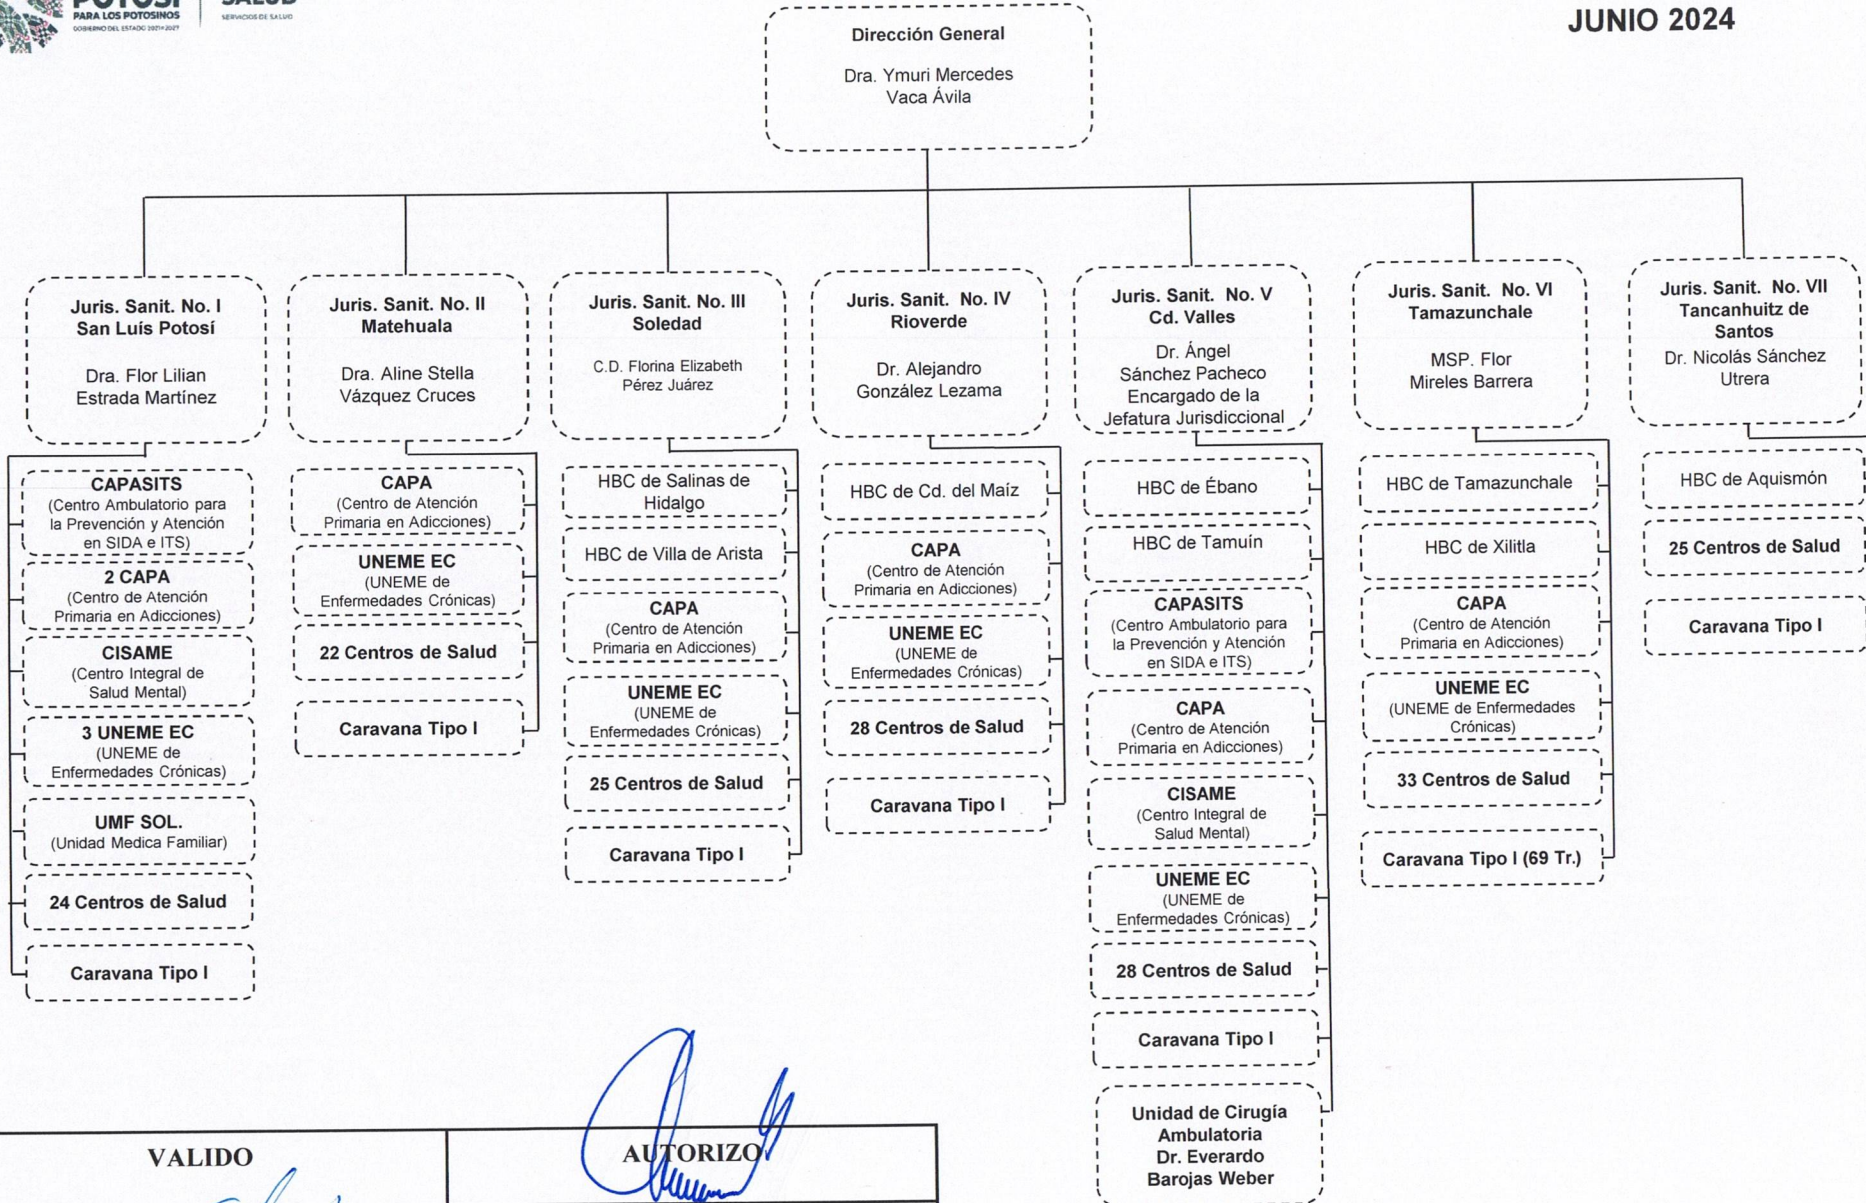 POTOSÍ
PARA LOS POTOSINOS
GOBIERNO DEL ESTADO 2021•2027
SALUD
SERVICIOS DE SALUD
JUNIO 2024
Dirección General
Dra. Ymuri Mercedes
Vaca Ávila
Juris. Sanit. No. I
San Luís Potosí
Dra. Flor Lilian
Estrada Martínez
CAPASITS
(Centro Ambulatorio para
la Prevención y Atención
en SIDA e ITS)
2 CAPA
(Centro de Atención
Primaria en Adicciones)
CISAME
(Centro Integral de
Salud Mental)
3 UNEME EC
(UNEME de
Enfermedades Crónicas)
UMF SOL.
(Unidad Medica Familiar)
24 Centros de Salud
Caravana Tipo I
Juris. Sanit. No. II
Matehuala
Dra. Aline Stella
Vázquez Cruces
CAPA
(Centro de Atención
Primaria en Adicciones)
UNEME EC
(UNEME de
Enfermedades Crónicas)
22 Centros de Salud
Caravana Tipo I
Juris. Sanit. No. III
Soledad
C.D. Florina Elizabeth
Pérez Juárez
HBC de Salinas de
Hidalgo
HBC de Villa de Arista
CAPA
(Centro de Atención
Primaria en Adicciones)
UNEME EC
(UNEME de
Enfermedades Crónicas)
25 Centros de Salud
Caravana Tipo I
Juris. Sanit. No. IV
Rioverde
Dr. Alejandro
González Lezama
HBC de Cd. del Maíz
CAPA
(Centro de Atención
Primaria en Adicciones)
UNEME EC
(UNEME de
Enfermedades Crónicas)
28 Centros de Salud
Caravana Tipo I
Juris. Sanit. No. V
Cd. Valles
Dr. Ángel
Sánchez Pacheco
Encargado de la
Jefatura Jurisdiccional
HBC de Ébano
HBC de Tamuín
CAPASITS
(Centro Ambulatorio para
la Prevención y Atención
en SIDA e ITS)
CAPA
(Centro de Atención
Primaria en Adicciones)
CISAME
(Centro Integral de
Salud Mental)
UNEME EC
(UNEME de
Enfermedades Crónicas)
28 Centros de Salud
Caravana Tipo I
Unidad de Cirugía
Ambulatoria
Dr. Everardo
Barojas Weber
Juris. Sanit. No. VI
Tamazunchale
MSP. Flor
Mireles Barrera
HBC de Tamazunchale
HBC de Xilitla
CAPA
(Centro de Atención
Primaria en Adicciones)
UNEME EC
(UNEME de Enfermedades
Crónicas)
33 Centros de Salud
Caravana Tipo I (69 Tr.)
Juris. Sanit. No. VII
Tancanhuitz de
Santos
Dr. Nicolás Sánchez
Utrera
HBC de Aquismón
25 Centros de Salud
Caravana Tipo I
VALIDO
AUTORIZO